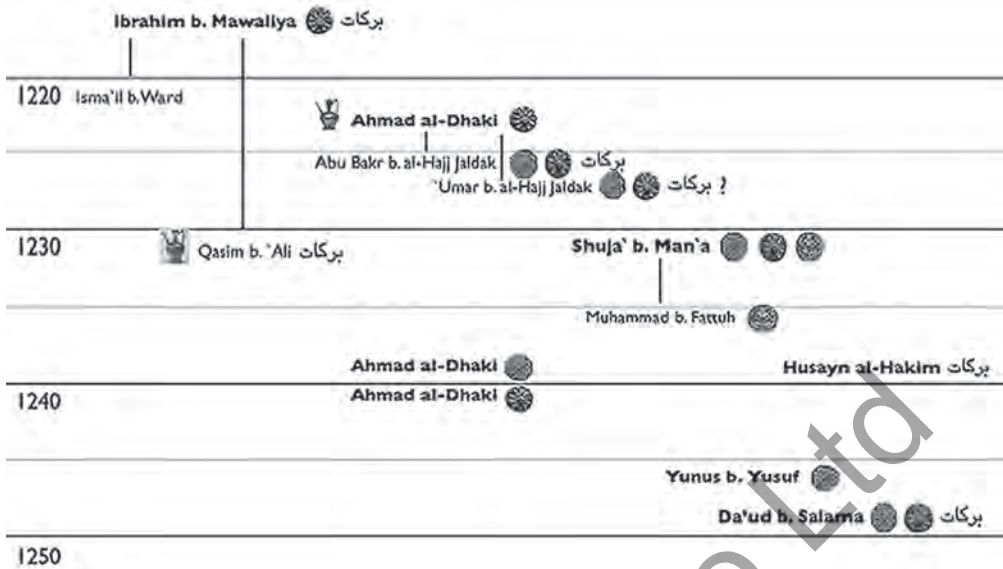 Ibrahim b. Mawaliya بركات
1220 Isma'il b. Ward
Ahmad al-Dhaki
Abu Bakr b. al-Hajj Jaldak بركات
`Umar b. al-Hajj Jaldak بركات ?
1230 Qasim b. `Ali بركات
Shuja` b. Man`a
Muhammad b. Fattuh
Ahmad al-Dhaki
Husayn al-Hakim بركات
1240 Ahmad al-Dhaki
Yunus b. Yusuf
Da'ud b. Salama بركات
1250
Ltd